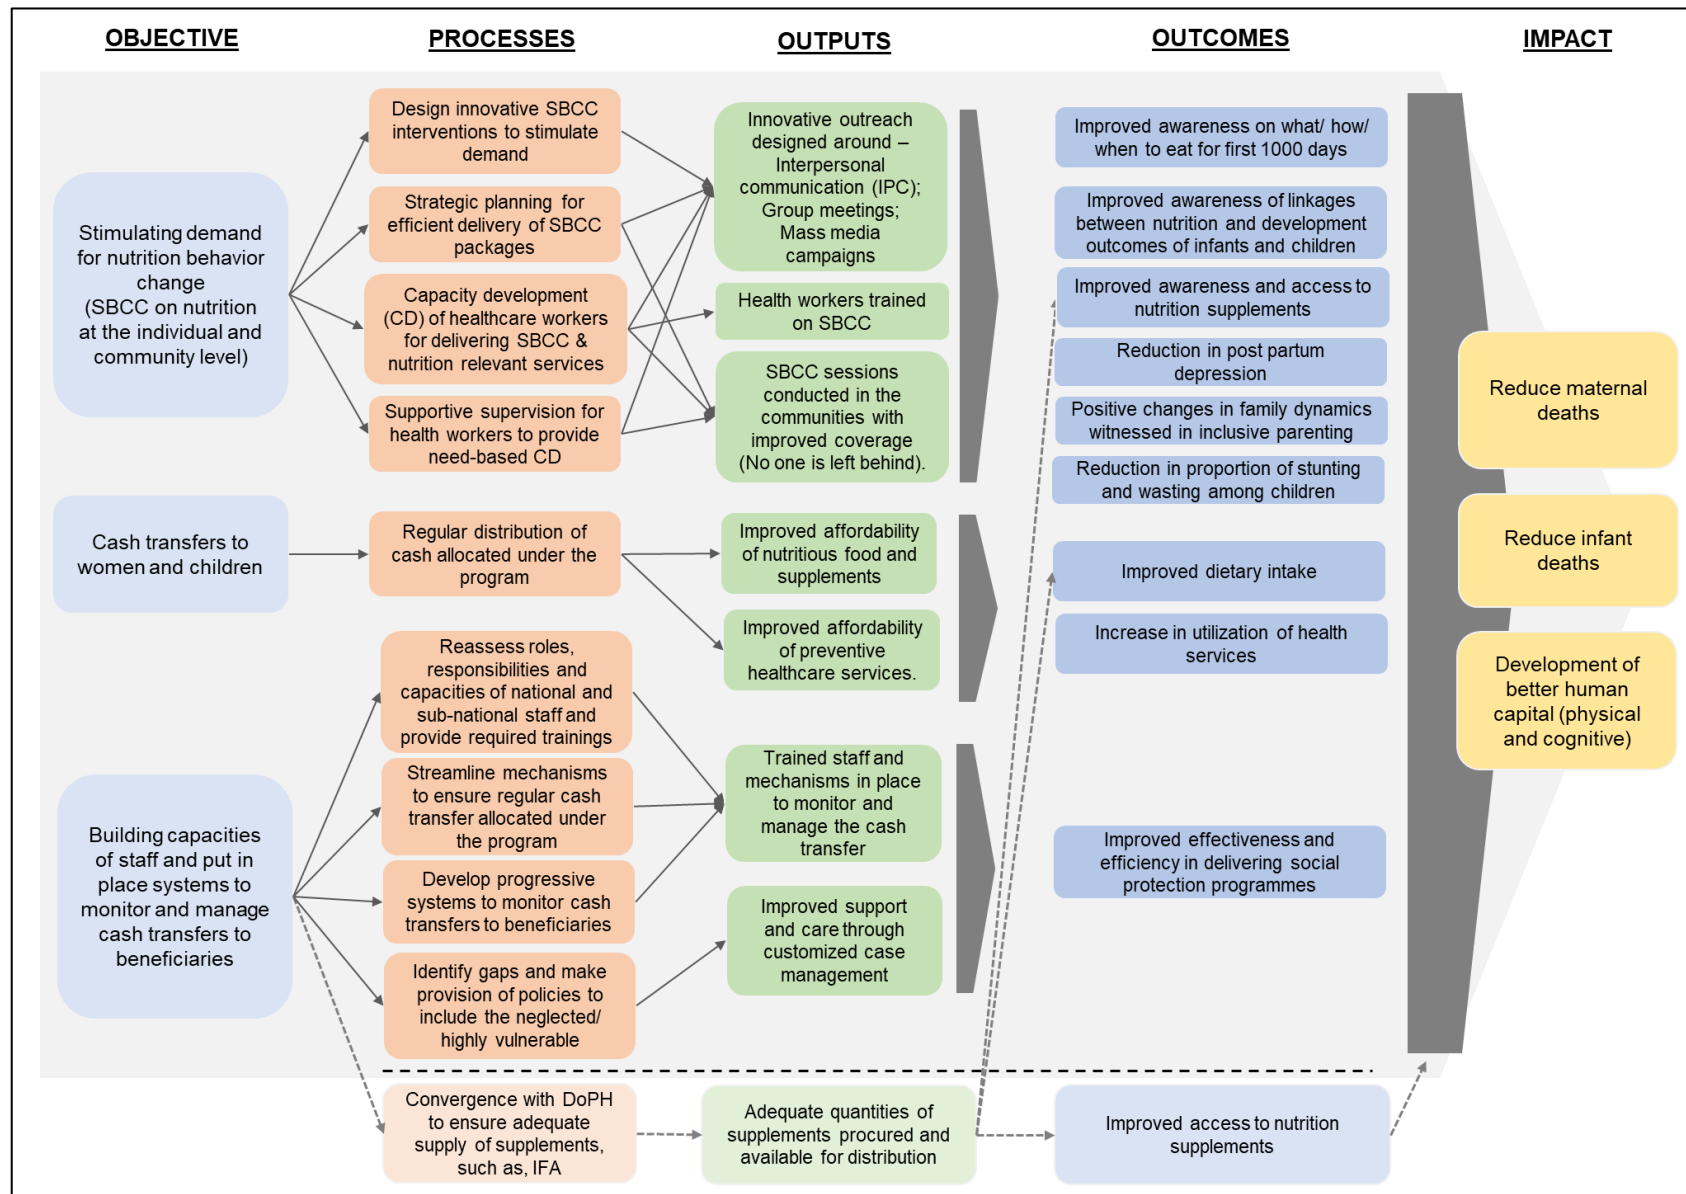 OBJECTIVE
PROCESSES
OUTPUTS
OUTCOMES
IMPACT
Stimulating demand
for nutrition behavior
change
(SBCC on nutrition
at the individual and
community level)
Cash transfers to
women and children
Building capacities
of staff and put in
place systems to
monitor and manage
cash transfers to
beneficiaries
Design innovative SBCC
interventions to stimulate
demand
Strategic planning for
efficient delivery of SBCC
packages
Capacity development
(CD) of healthcare workers
for delivering SBCC &
nutrition relevant services
Supportive supervision for
health workers to provide
need-based CD
Regular distribution of
cash allocated under the
program
Reassess roles,
responsibilities and
capacities of national and
sub-national staff and
provide required trainings
Streamline mechanisms
to ensure regular cash
transfer allocated under
the program
Develop progressive
systems to monitor cash
transfers to beneficiaries
Identify gaps and make
provision of policies to
include the neglected/
highly vulnerable
Convergence with DoPH
to ensure adequate
supply of supplements,
such as, IFA
Innovative outreach
designed around –
Interpersonal
communication (IPC);
Group meetings;
Mass media
campaigns
Health workers trained
on SBCC
SBCC sessions
conducted in the
communities with
improved coverage
(No one is left behind).
Improved affordability
of nutritious food and
supplements
Improved affordability
of preventive
healthcare services.
Trained staff and
mechanisms in place
to monitor and
manage the cash
transfer
Improved support
and care through
customized case
management
Adequate quantities of
supplements procured and
available for distribution
Improved awareness on what/ how/
when to eat for first 1000 days
Improved awareness of linkages
between nutrition and development
outcomes of infants and children
Improved awareness and access to
nutrition supplements
Reduction in post partum
depression
Positive changes in family dynamics
witnessed in inclusive parenting
Reduction in proportion of stunting
and wasting among children
Improved dietary intake
Increase in utilization of health
services
Improved effectiveness and
efficiency in delivering social
protection programmes
Improved access to nutrition
supplements
Reduce maternal
deaths
Reduce infant
deaths
Development of
better human
capital (physical
and cognitive)